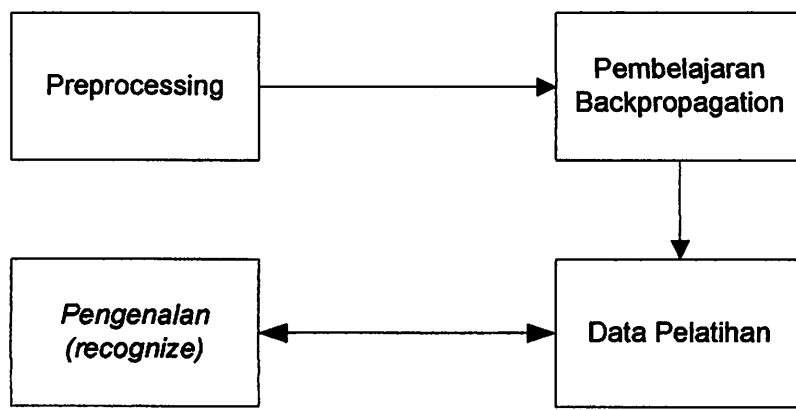 Preprocessing
Pembelajaran
Backpropagation
Pengenalan
(recognize)
Data Pelatihan